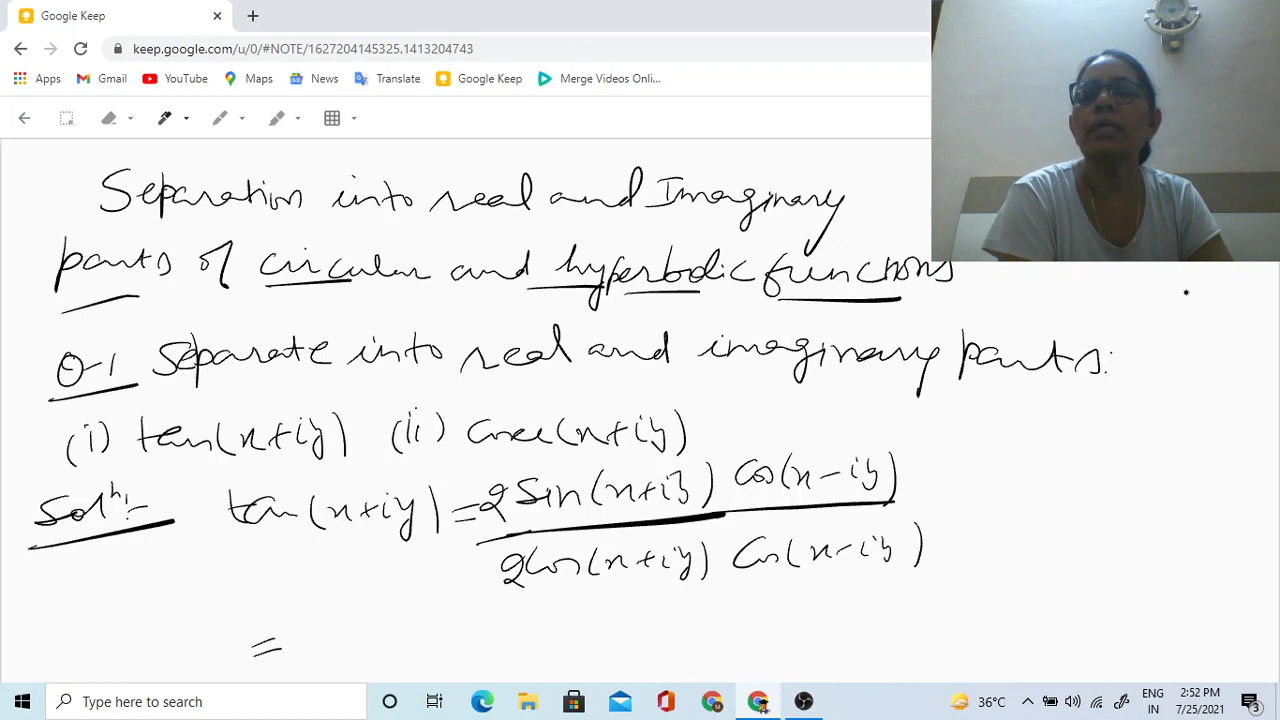 Google Keep
keep.google.com/u/0/#NOTE/1627204145325.1413204743
Apps Gmail YouTube Maps News Translate Google Keep Merge Videos Onl...
Separation into real and Imaginary
parts of circular and hyperbolic functions
Q-1 Separate into real and imaginary parts:
(i) tan(x+iy) (ii) cosec(x+iy)
Solⁿ:- tan(x+iy) = 2Sin(x+iy) Cos(x-iy)
2Cos(x+iy) Cos(x-iy)
=
Type here to search
36°C ENG 2:52 PM
IN 7/25/2021 3